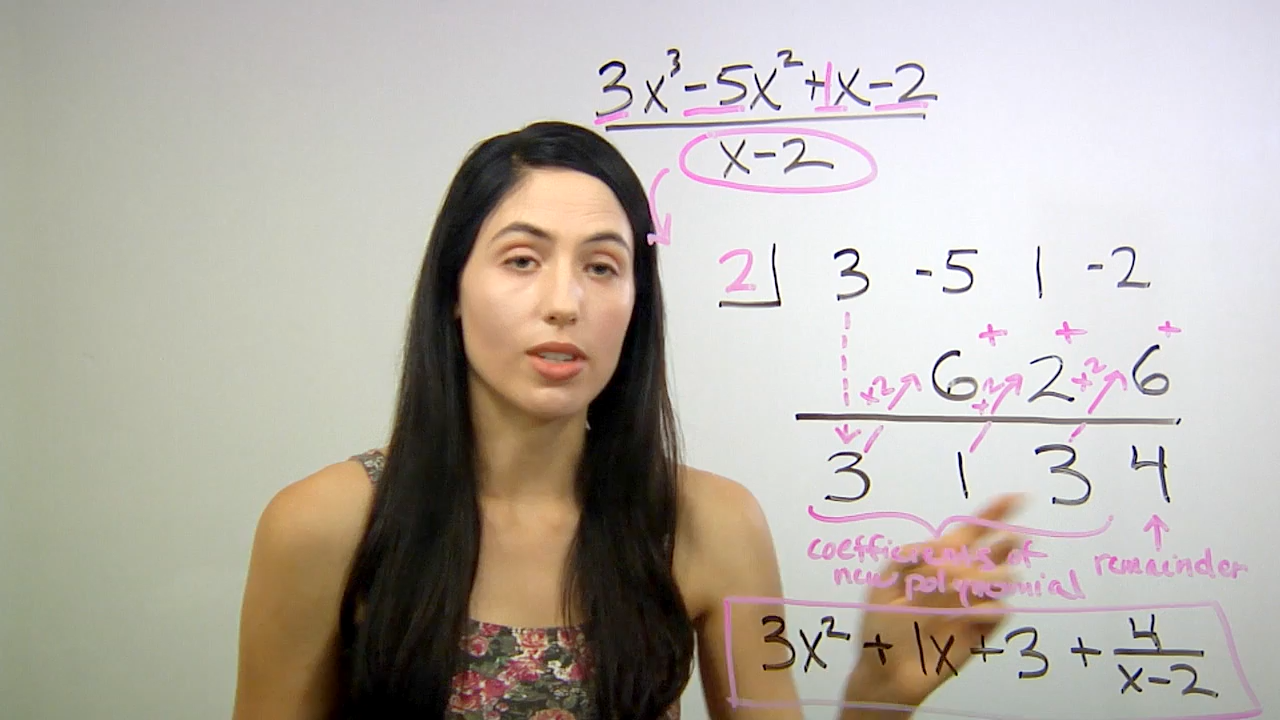 3x³-5x²+1x-2
x-2
2 3 -5 1 -2
+ + +
×2 6 ×2 2 ×2 6
3 1 3 4
coefficients of
new polynomial remainder
3x² + 1x + 3 + 4
x-2